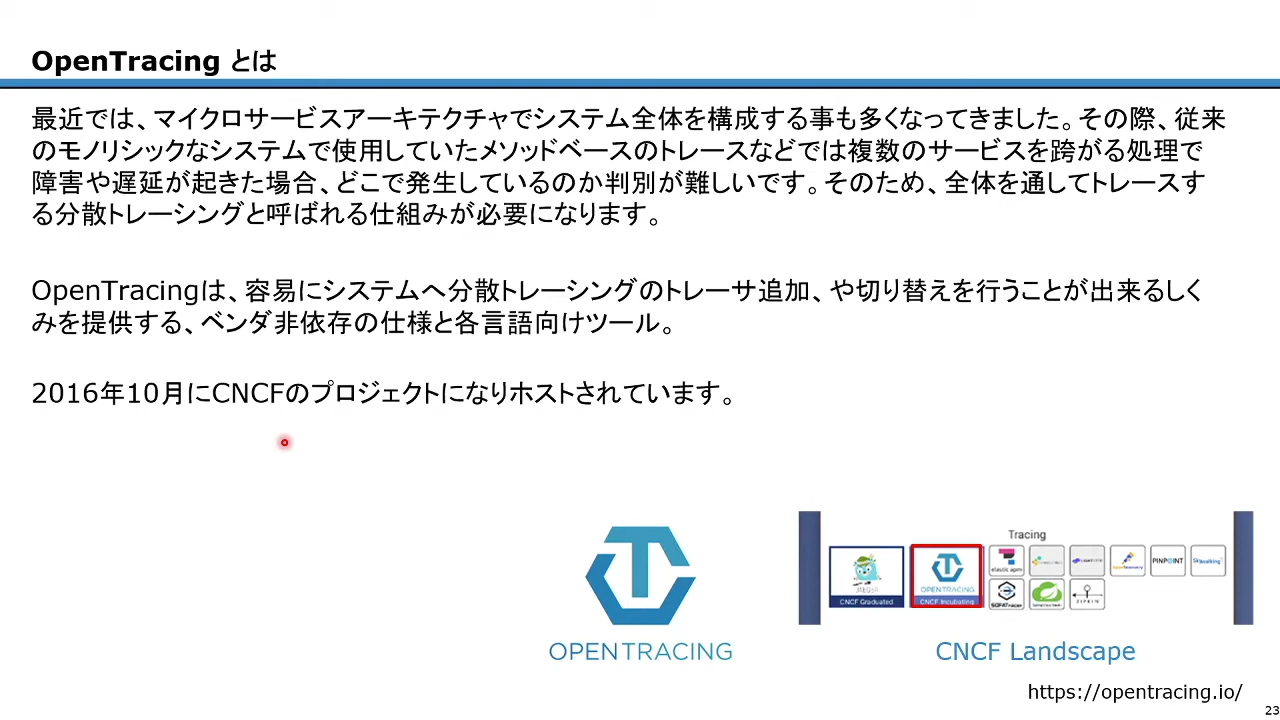 OpenTracing とは
最近では、マイクロサービスアーキテクチャでシステム全体を構成する事も多くなってきました。その際、従来
のモノリシックなシステムで使用していたメソッドベースのトレースなどでは複数のサービスを跨がる処理で
障害や遅延が起きた場合、どこで発生しているのか判別が難しいです。そのため、全体を通してトレースす
る分散トレーシングと呼ばれる仕組みが必要になります。
OpenTracingは、容易にシステムへ分散トレーシングのトレーサ追加、や切り替えを行うことが出来るしく
みを提供する、ベンダ非依存の仕様と各言語向けツール。
2016年10月にCNCFのプロジェクトになりホストされています。
OPENTRACING
Tracing
JAEGER
CNCF Graduated
OPENTRACING
CNCF Incubating
elastic apm
PINPOINT
SOFATracer
ZIPKIN
CNCF Landscape
https://opentracing.io/
23